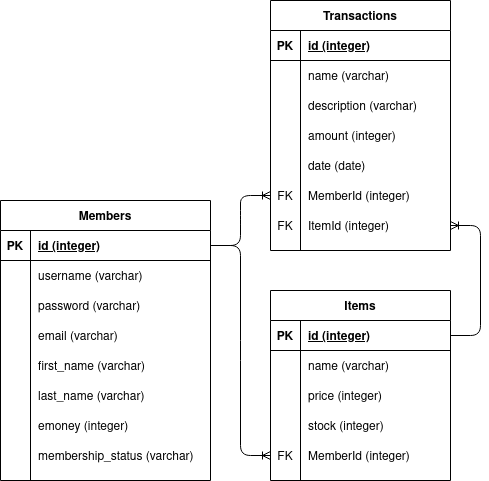 Transactions
PK id (integer)
name (varchar)
description (varchar)
amount (integer)
date (date)
FK MemberId (integer)
FK ItemId (integer)
Members
PK id (integer)
username (varchar)
password (varchar)
email (varchar)
first_name (varchar)
last_name (varchar)
emoney (integer)
membership_status (varchar)
Items
PK id (integer)
name (varchar)
price (integer)
stock (integer)
FK MemberId (integer)